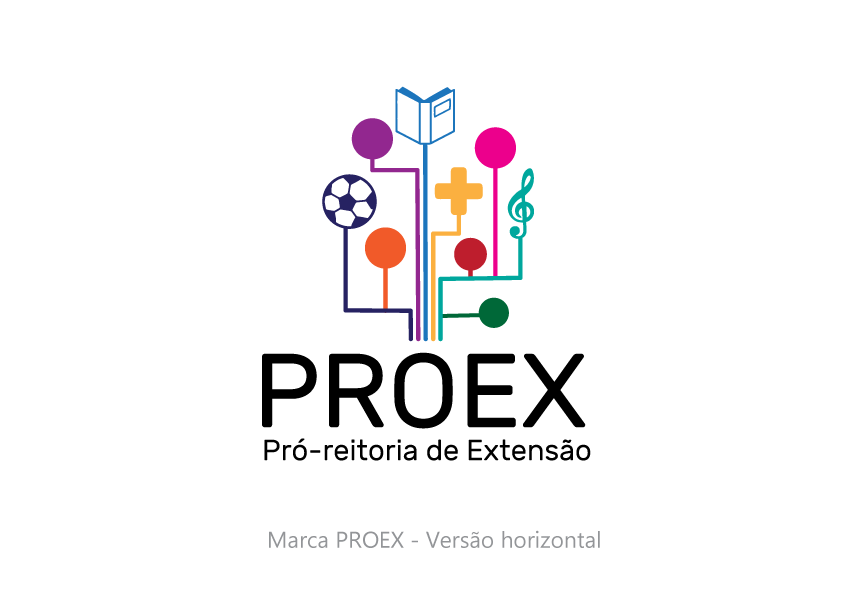 PROEX
Pró-reitoria de Extensão
Marca PROEX - Versão horizontal